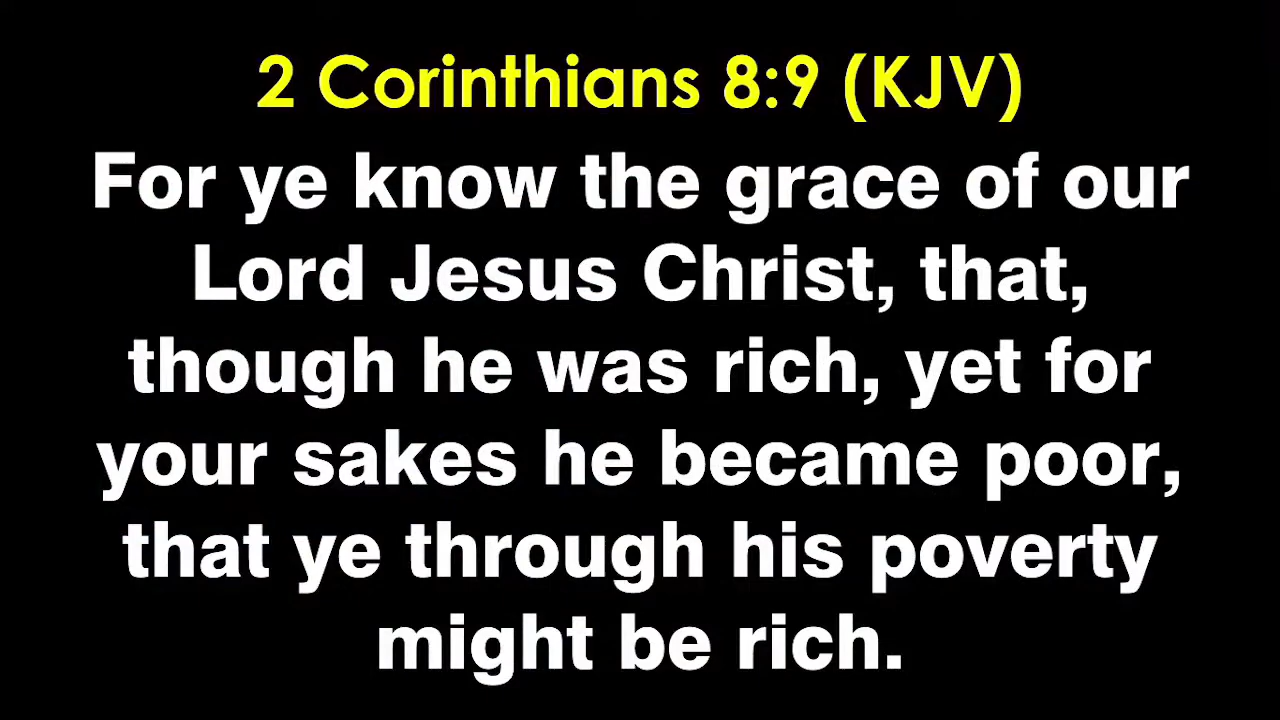 2 Corinthians 8:9 (KJV)
For ye know the grace of our
Lord Jesus Christ, that,
though he was rich, yet for
your sakes he became poor,
that ye through his poverty
might be rich.